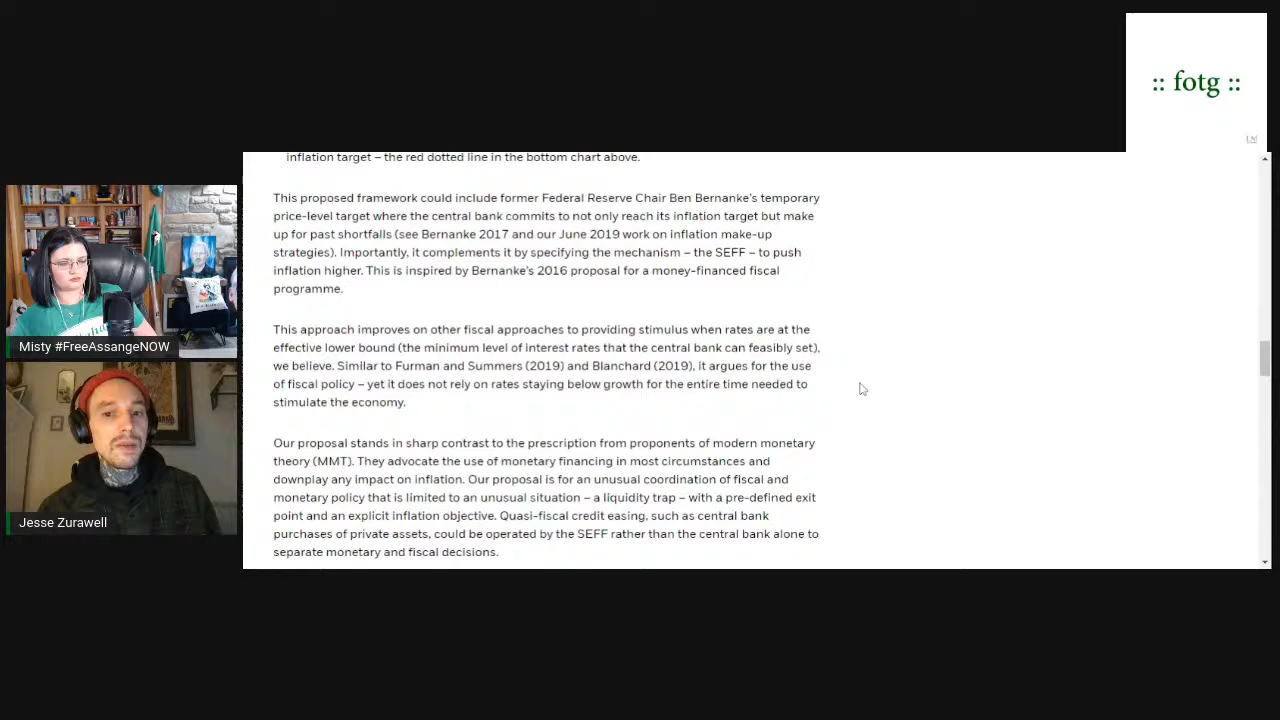 :: fotg ::
inflation target – the red dotted line in the bottom chart above.
This proposed framework could include former Federal Reserve Chair Ben Bernanke’s temporary
price-level target where the central bank commits to not only reach its inflation target but make
up for past shortfalls (see Bernanke 2017 and our June 2019 work on inflation make-up
strategies). Importantly, it complements it by specifying the mechanism – the SEFF – to push
inflation higher. This is inspired by Bernanke’s 2016 proposal for a money-financed fiscal
programme.
This approach improves on other fiscal approaches to providing stimulus when rates are at the
effective lower bound (the minimum level of interest rates that the central bank can feasibly set),
we believe. Similar to Furman and Summers (2019) and Blanchard (2019), it argues for the use
of fiscal policy – yet it does not rely on rates staying below growth for the entire time needed to
stimulate the economy.
Our proposal stands in sharp contrast to the prescription from proponents of modern monetary
theory (MMT). They advocate the use of monetary financing in most circumstances and
downplay any impact on inflation. Our proposal is for an unusual coordination of fiscal and
monetary policy that is limited to an unusual situation – a liquidity trap – with a pre-defined exit
point and an explicit inflation objective. Quasi-fiscal credit easing, such as central bank
purchases of private assets, could be operated by the SEFF rather than the central bank alone to
separate monetary and fiscal decisions.
Misty #FreeAssangeNOW
Jesse Zurawell